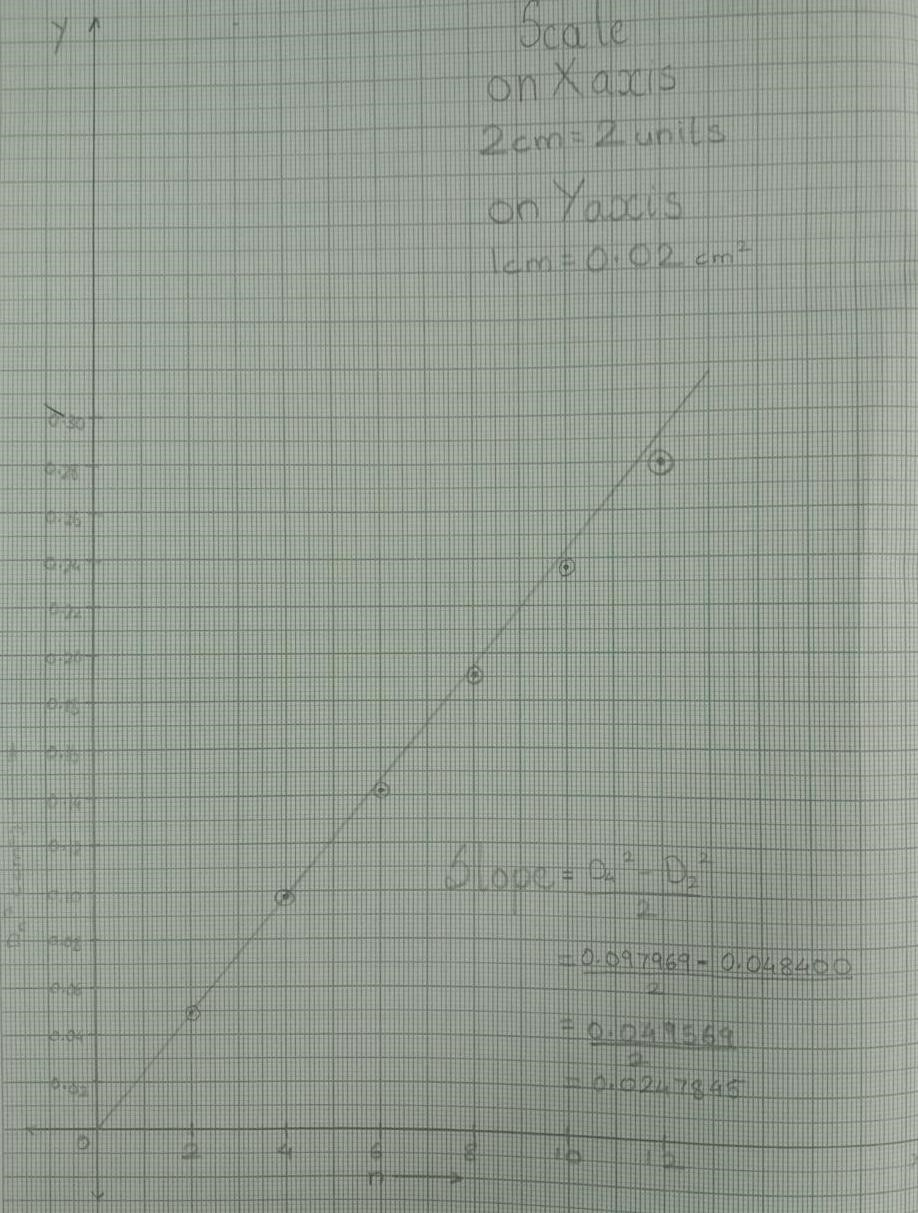 Y
Scale
on X axis
2cm = 2 units
on Y axis
1cm = 0.02 cm²
0.30
0.28
0.26
0.24
0.22
0.20
0.18
0.16
0.14
0.12
0.10
0.08
0.06
0.04
0.02
Slope = D₄² - D₂²
2
= 0.097969 - 0.048400
2
= 0.049569
2
= 0.0247845
0 2 4 6 8 10 12
n